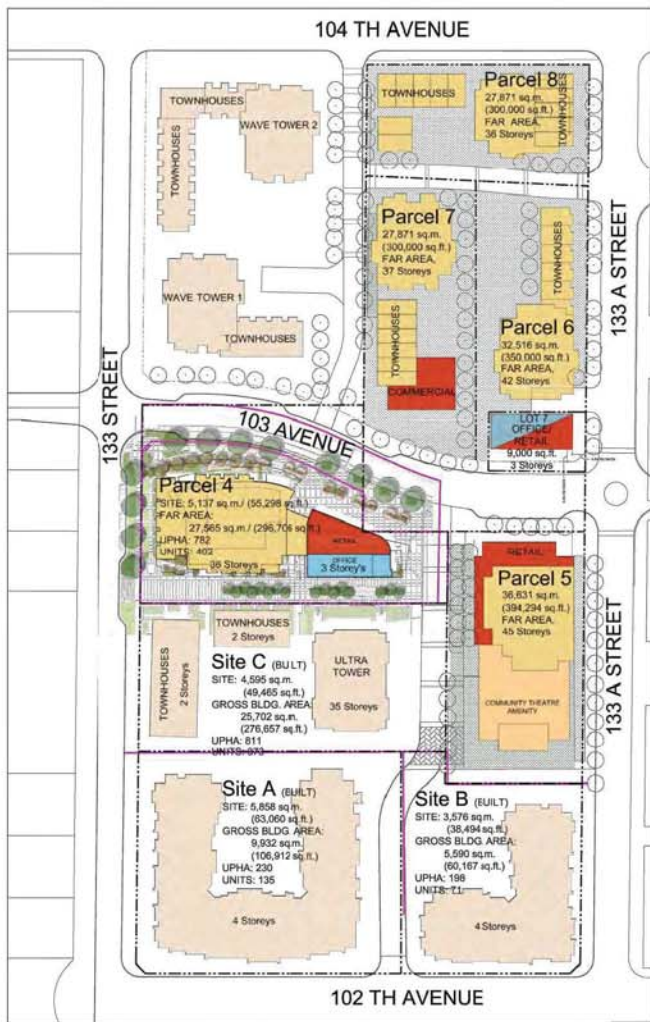 104 TH AVENUE
TOWNHOUSES
WAVE TOWER 2
TOWNHOUSES
WAVE TOWER 1
TOWNHOUSES
TOWNHOUSES
Parcel 8
27,871 sq.m.
(300,000 sq.ft.)
FAR AREA.
36 Storeys
TOWNHOUSES
Parcel 7
27,871 sq.m.
(300,000 sq.ft.)
FAR AREA.
37 Storeys
TOWNHOUSES
COMMERCIAL
TOWNHOUSES
Parcel 6
32,516 sq.m.
(350,000 sq.ft.)
FAR AREA.
42 Storeys
133 A STREET
LOT 7
OFFICE/
RETAIL
9,000 sq.ft.
3 Storeys
133 STREET
103 AVENUE
Parcel 4
SITE: 5,137 sq.m./ (55,298 sq.ft.)
FAR AREA:
27,565 sq.m/ (296,706 sq.ft.)
UPHA: 782
UNITS: 402
36 Storeys
RETAIL
OFFICE
3 Storey's
RETAIL
Parcel 5
36,631 sq.m.
(394,294 sq.ft.)
FAR AREA.
45 Storeys
COMMUNITY THEATRE
AMENITY
133 A STREET
TOWNHOUSES
2 Storeys
TOWNHOUSES
2 Storeys
Site C (BUILT)
SITE: 4,595 sq.m.
(49,465 sq.ft.)
GROSS BLDG. AREA:
25,702 sq.m.
(276,657 sq.ft.)
UPHA: 811
UNITS:
ULTRA
TOWER
35 Storeys
Site A (BUILT)
SITE: 5,858 sq.m.
(63,060 sq.ft.)
GROSS BLDG. AREA:
9,932 sq.m.
(106,912 sq.ft.)
UPHA: 230
UNITS: 135
4 Storeys
Site B (BUILT)
SITE: 3,576 sq.m.
(38,494 sq.ft.)
GROSS BLDG. AREA:
5,590 sq.m.
(60,167 sq.ft.)
UPHA: 198
UNITS: 71
4 Storeys
102 TH AVENUE